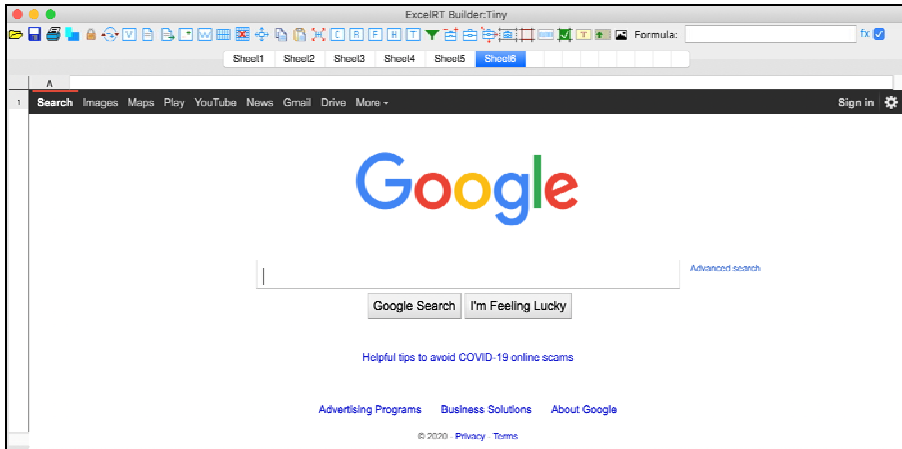 ExcelRT Builder:Tiny
V W C R F H T T Formula: fx
Sheet1 Sheet2 Sheet3 Sheet4 Sheet5 Sheet6
A
1 Search Images Maps Play YouTube News Gmail Drive More Sign in
Google
Advanced search
Google Search I'm Feeling Lucky
Helpful tips to avoid COVID-19 online scams
Advertising Programs Business Solutions About Google
© 2020 - Privacy - Terms